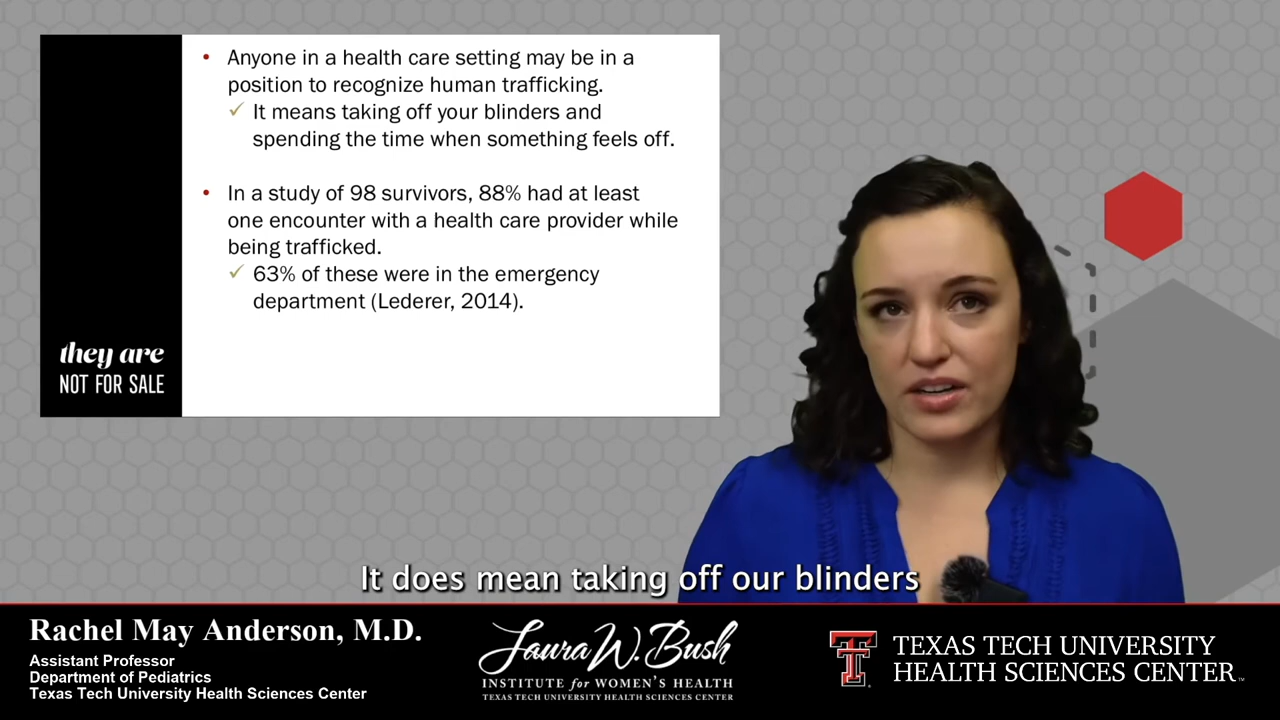 • Anyone in a health care setting may be in a
position to recognize human trafficking.
✓ It means taking off your blinders and
spending the time when something feels off.
• In a study of 98 survivors, 88% had at least
one encounter with a health care provider while
being trafficked.
✓ 63% of these were in the emergency
department (Lederer, 2014).
they are
NOT FOR SALE
It does mean taking off our blinders
Rachel May Anderson, M.D.
Assistant Professor
Department of Pediatrics
Texas Tech University Health Sciences Center
Laura W. Bush
INSTITUTE for WOMEN'S HEALTH
TEXAS TECH UNIVERSITY HEALTH SCIENCES CENTER
TEXAS TECH UNIVERSITY
HEALTH SCIENCES CENTER™